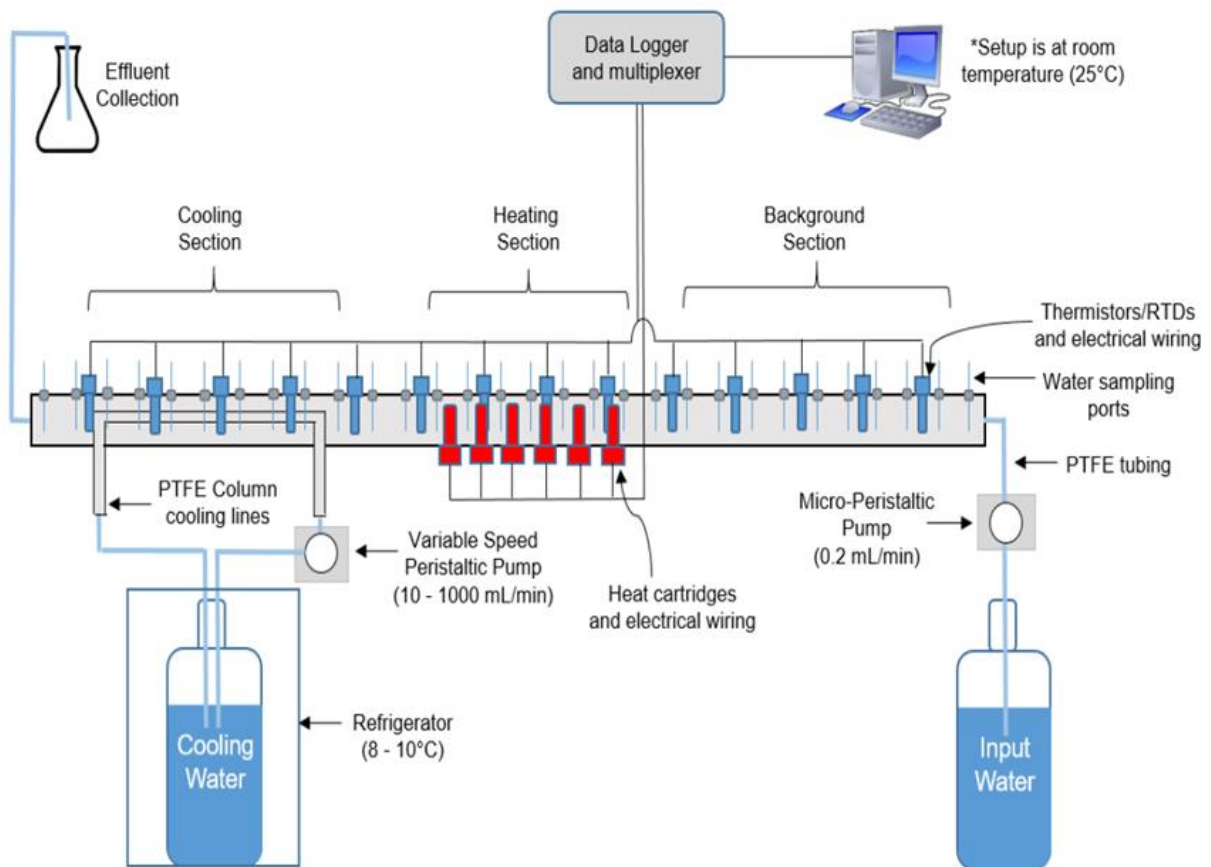 Data Logger
and multiplexer
*Setup is at room
temperature (25°C)
Effluent
Collection
Cooling
Section
Heating
Section
Background
Section
Thermistors/RTDs
and electrical wiring
Water sampling
ports
PTFE tubing
PTFE Column
cooling lines
Variable Speed
Peristaltic Pump
(10 - 1000 mL/min)
Heat cartridges
and electrical wiring
Micro-Peristaltic
Pump
(0.2 mL/min)
Refrigerator
(8 - 10°C)
Cooling
Water
Input
Water